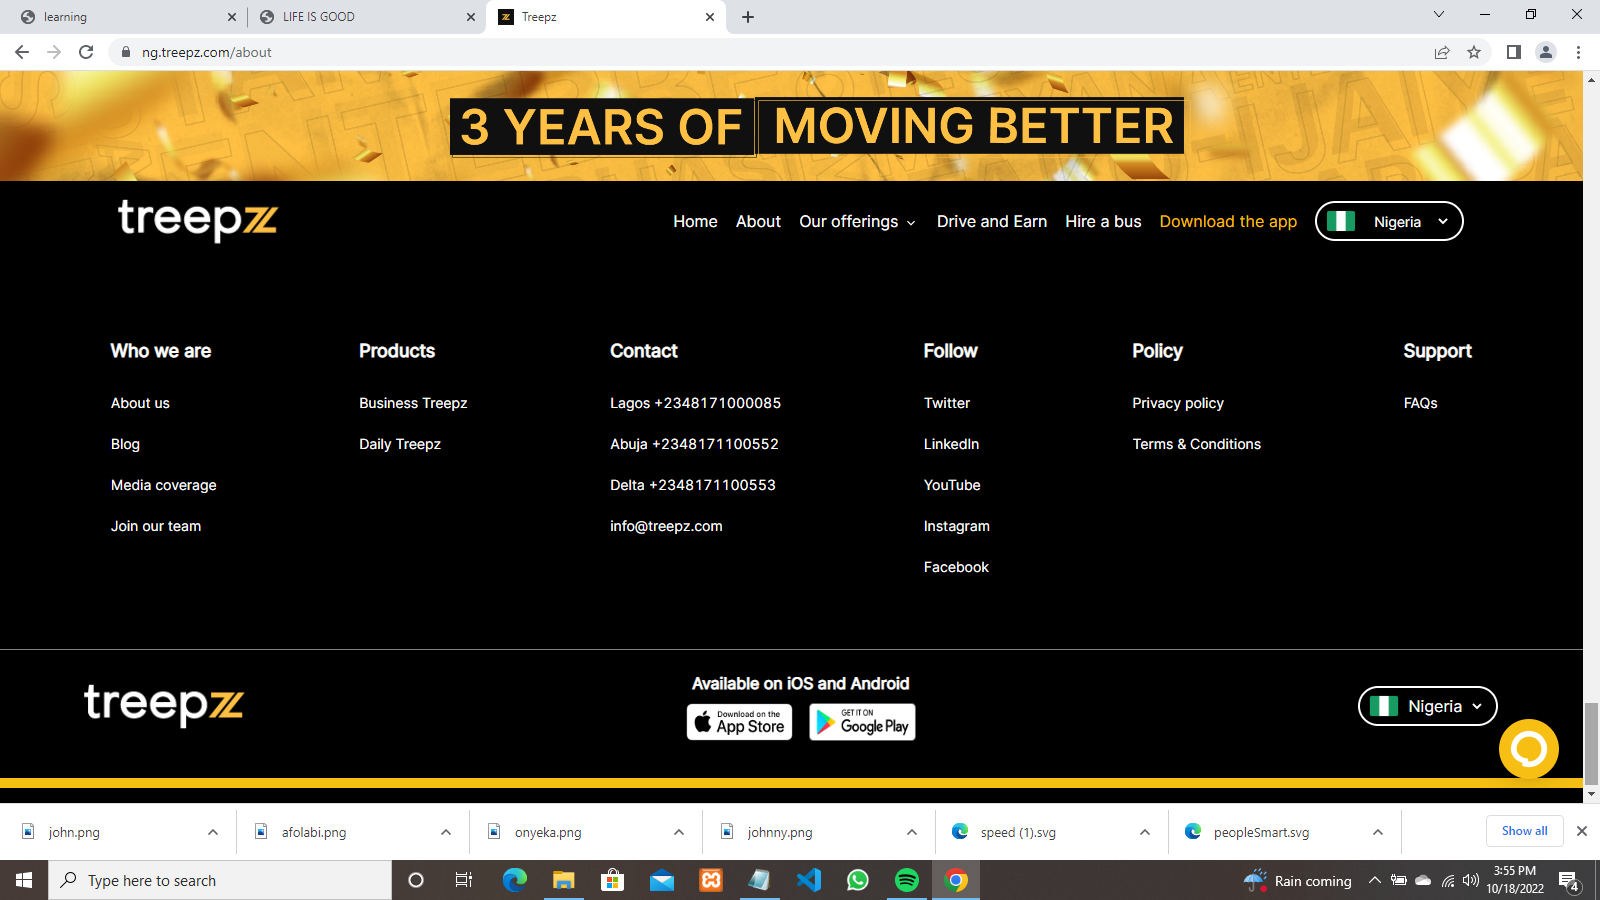 learning
LIFE IS GOOD
Treepz
ng.treepz.com/about
3 YEARS OF MOVING BETTER
treepz
Home About Our offerings Drive and Earn Hire a bus Download the app Nigeria
Who we are
About us
Blog
Media coverage
Join our team
Products
Business Treepz
Daily Treepz
Contact
Lagos +2348171000085
Abuja +2348171100552
Delta +2348171100553
info@treepz.com
Follow
Twitter
LinkedIn
YouTube
Instagram
Facebook
Policy
Privacy policy
Terms & Conditions
Support
FAQs
treepz
Available on iOS and Android
Download on the
App Store
GET IT ON
Google Play
Nigeria
john.png
afolabi.png
onyeka.png
johnny.png
speed (1).svg
peopleSmart.svg
Show all
Type here to search
Rain coming
3:55 PM
10/18/2022
4